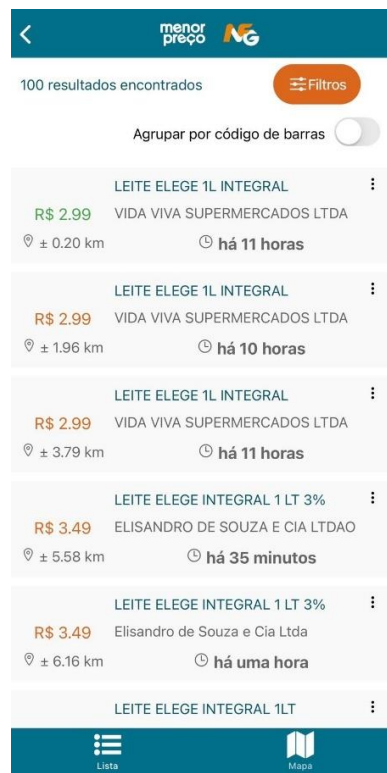 menor
preço NFG
100 resultados encontrados
Filtros
Agrupar por código de barras
LEITE ELEGE 1L INTEGRAL
R$ 2.99 VIDA VIVA SUPERMERCADOS LTDA
± 0.20 km há 11 horas
LEITE ELEGE 1L INTEGRAL
R$ 2.99 VIDA VIVA SUPERMERCADOS LTDA
± 1.96 km há 10 horas
LEITE ELEGE 1L INTEGRAL
R$ 2.99 VIDA VIVA SUPERMERCADOS LTDA
± 3.79 km há 11 horas
LEITE ELEGE INTEGRAL 1 LT 3%
R$ 3.49 ELISANDRO DE SOUZA E CIA LTDAO
± 5.58 km há 35 minutos
LEITE ELEGE INTEGRAL 1 LT 3%
R$ 3.49 Elisandro de Souza e Cia Ltda
± 6.16 km há uma hora
LEITE ELEGE INTEGRAL 1LT
Lista Mapa